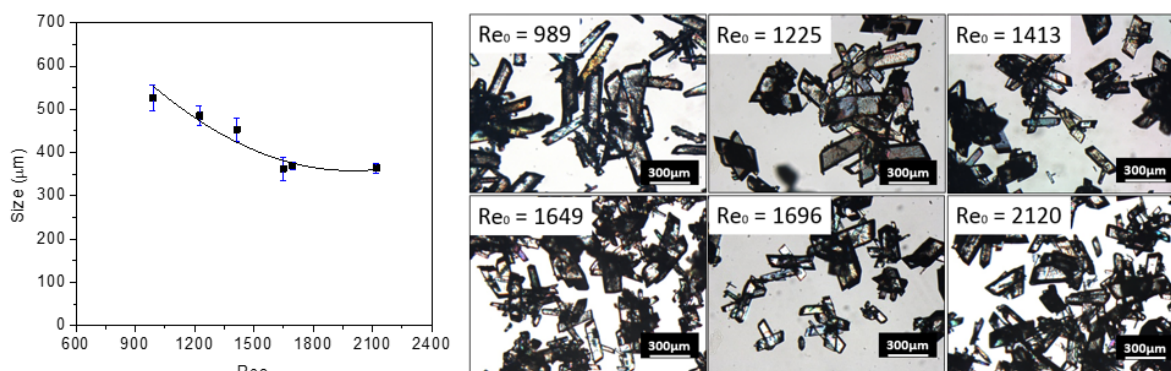 Size (μm)
700
600
500
400
300
200
100
0
600 900 1200 1500 1800 2100 2400
Re₀ = 989
300μm
Re₀ = 1225
300μm
Re₀ = 1413
300μm
Re₀ = 1649
300μm
Re₀ = 1696
300μm
Re₀ = 2120
300μm